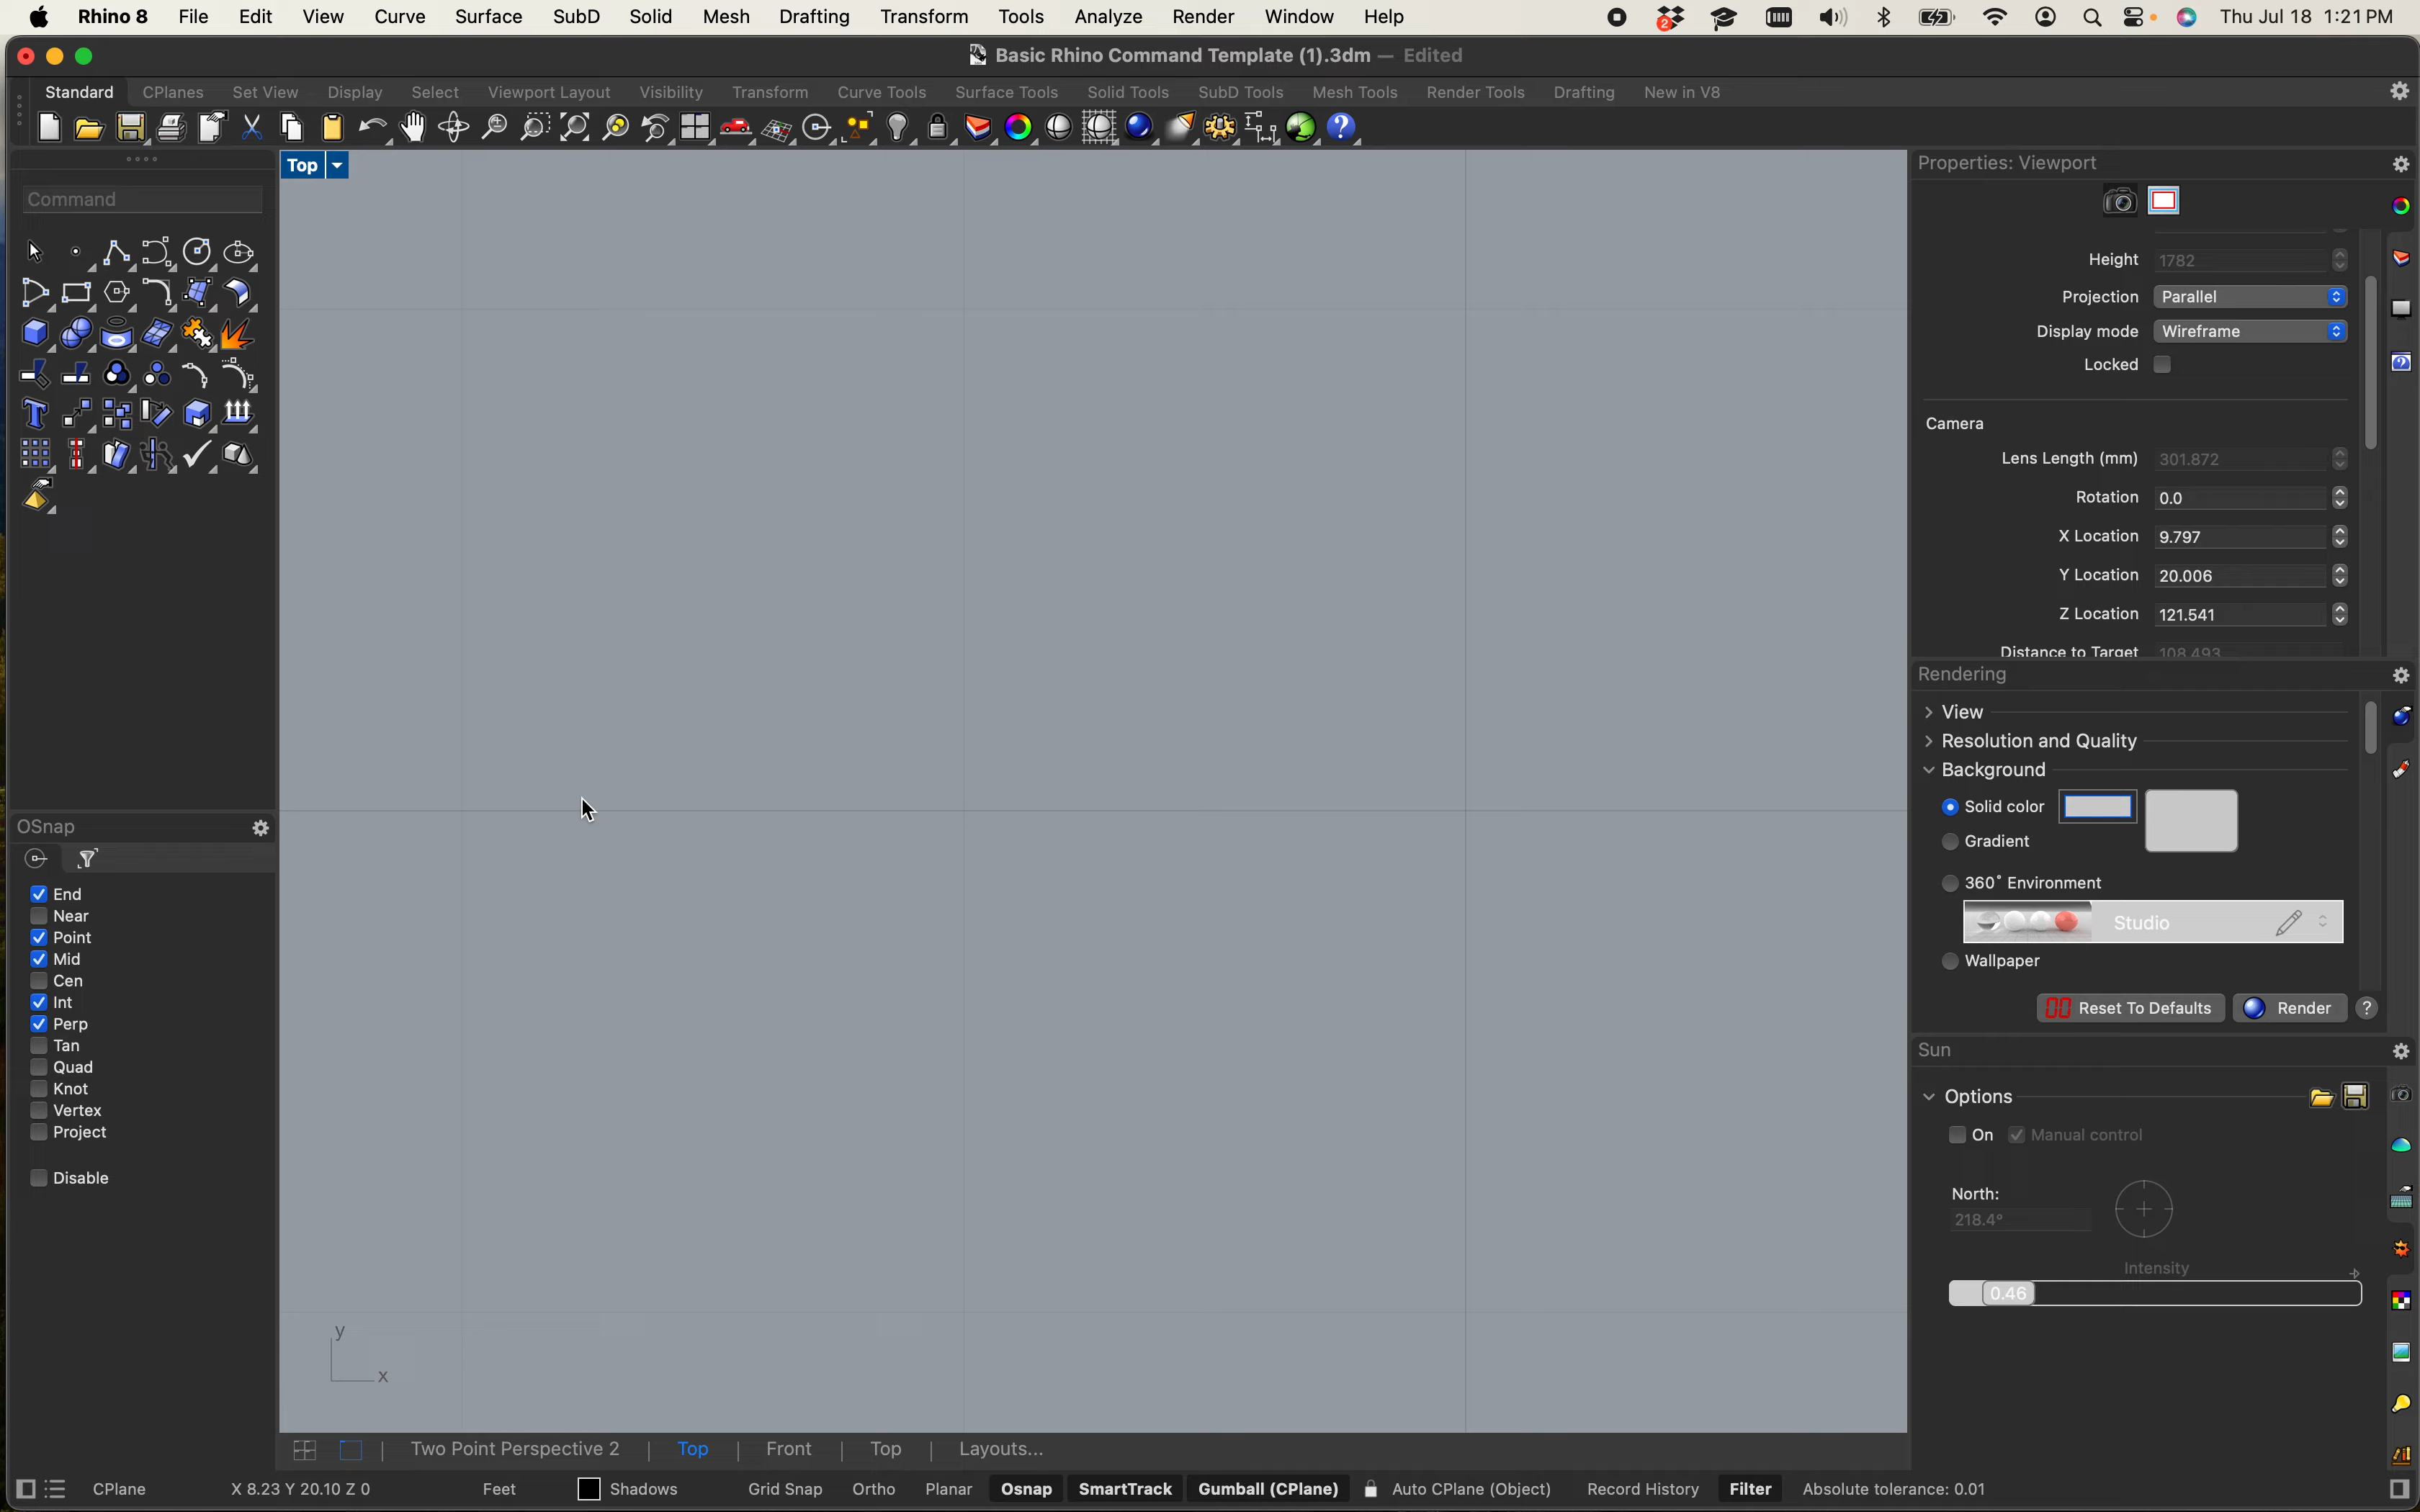 Rhino 8 File Edit View Curve Surface SubD Solid Mesh Drafting Transform Tools Analyze Render Window Help 2 Thu Jul 18 1:21 PM
Basic Rhino Command Template (1).3dm — Edited
Standard CPlanes Set View Display Select Viewport Layout Visibility Transform Curve Tools Surface Tools Solid Tools SubD Tools Mesh Tools Render Tools Drafting New in V8
Command
Top
OSnap
End
Near
Point
Mid
Cen
Int
Perp
Tan
Quad
Knot
Vertex
Project
Disable
y
x
Properties: Viewport
Height 1782
Projection Parallel
Display mode Wireframe
Locked
Camera
Lens Length (mm) 301.872
Rotation 0.0
X Location 9.797
Y Location 20.006
Z Location 121.541
Distance to Target 108.493
Rendering
View
Resolution and Quality
Background
Solid color
Gradient
360° Environment
Studio
Wallpaper
Reset To Defaults Render ?
Sun
Options
On Manual control
North:
218.4°
Intensity
0.46
Two Point Perspective 2 | Top | Front | Top | Layouts...
CPlane X 8.23 Y 20.10 Z 0 Feet Shadows Grid Snap Ortho Planar Osnap SmartTrack Gumball (CPlane) Auto CPlane (Object) Record History Filter Absolute tolerance: 0.01